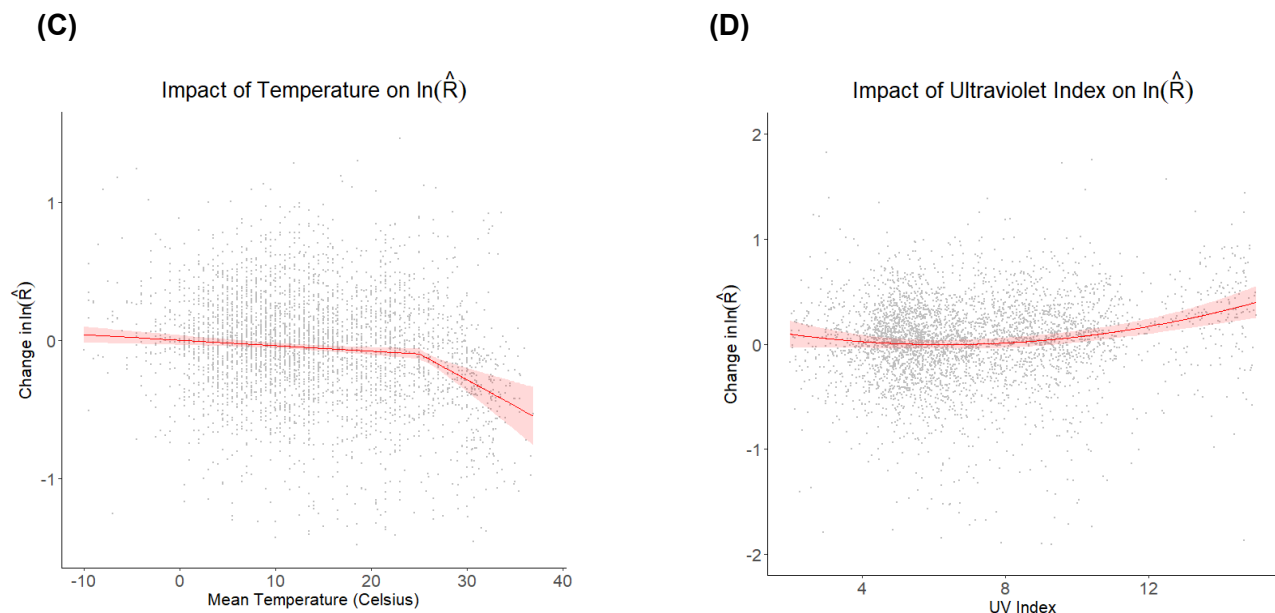 (C)
Impact of Temperature on ln(R̂)
Change in ln(R̂)
1
0
-1
-10 0 10 20 30 40
Mean Temperature (Celsius)
(D)
Impact of Ultraviolet Index on ln(R̂)
Change in ln(R̂)
2
1
0
-1
-2
4 8 12
UV Index